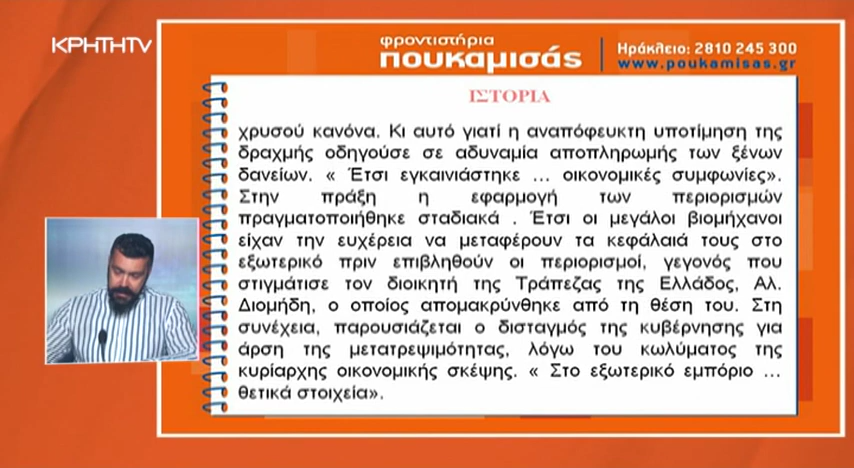 ΚΡΗΤΗTV
φροντιστήρια
πουκαμισάς
Ηράκλειο: 2810 245 300
www.poukamisas.gr
ΙΣΤΟΡΙΑ
χρυσού κανόνα. Κι αυτό γιατί η αναπόφευκτη υποτίμηση της
δραχμής οδηγούσε σε αδυναμία αποπληρωμής των ξένων
δανείων. « Έτσι εγκαινιάστηκε ... οικονομικές συμφωνίες».
Στην πράξη η εφαρμογή των περιορισμών
πραγματοποιήθηκε σταδιακά . Έτσι οι μεγάλοι βιομήχανοι
είχαν την ευχέρεια να μεταφέρουν τα κεφάλαιά τους στο
εξωτερικό πριν επιβληθούν οι περιορισμοί, γεγονός που
στιγμάτισε τον διοικητή της Τράπεζας της Ελλάδος, Αλ.
Διομήδη, ο οποίος απομακρύνθηκε από τη θέση του. Στη
συνέχεια, παρουσιάζεται ο δισταγμός της κυβέρνησης για
άρση της μετατρεψιμότητας, λόγω του κωλύματος της
κυρίαρχης οικονομικής σκέψης. « Στο εξωτερικό εμπόριο ...
θετικά στοιχεία».